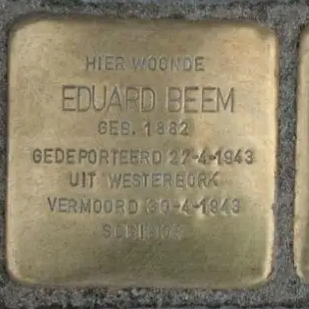 HIER WOONDE
EDUARD BEEM
GEB. 1882
GEDEPORTEERD 27-4-1943
UIT WESTERBORK
VERMOORD 30-4-1943
SOBIBOR